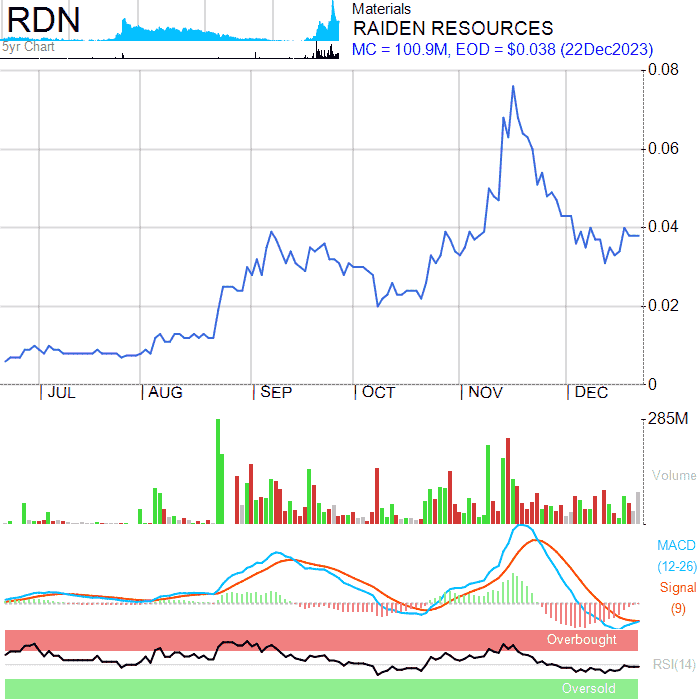 RDN
5yr Chart
Materials
RAIDEN RESOURCES
MC = 100.9M, EOD = $0.038 (22Dec2023)
0.08
0.06
0.04
0.02
0
| JUL | AUG | SEP | OCT | NOV | DEC
285M
Volume
MACD
(12-26)
Signal
(9)
Overbought
RSI(14)
Oversold